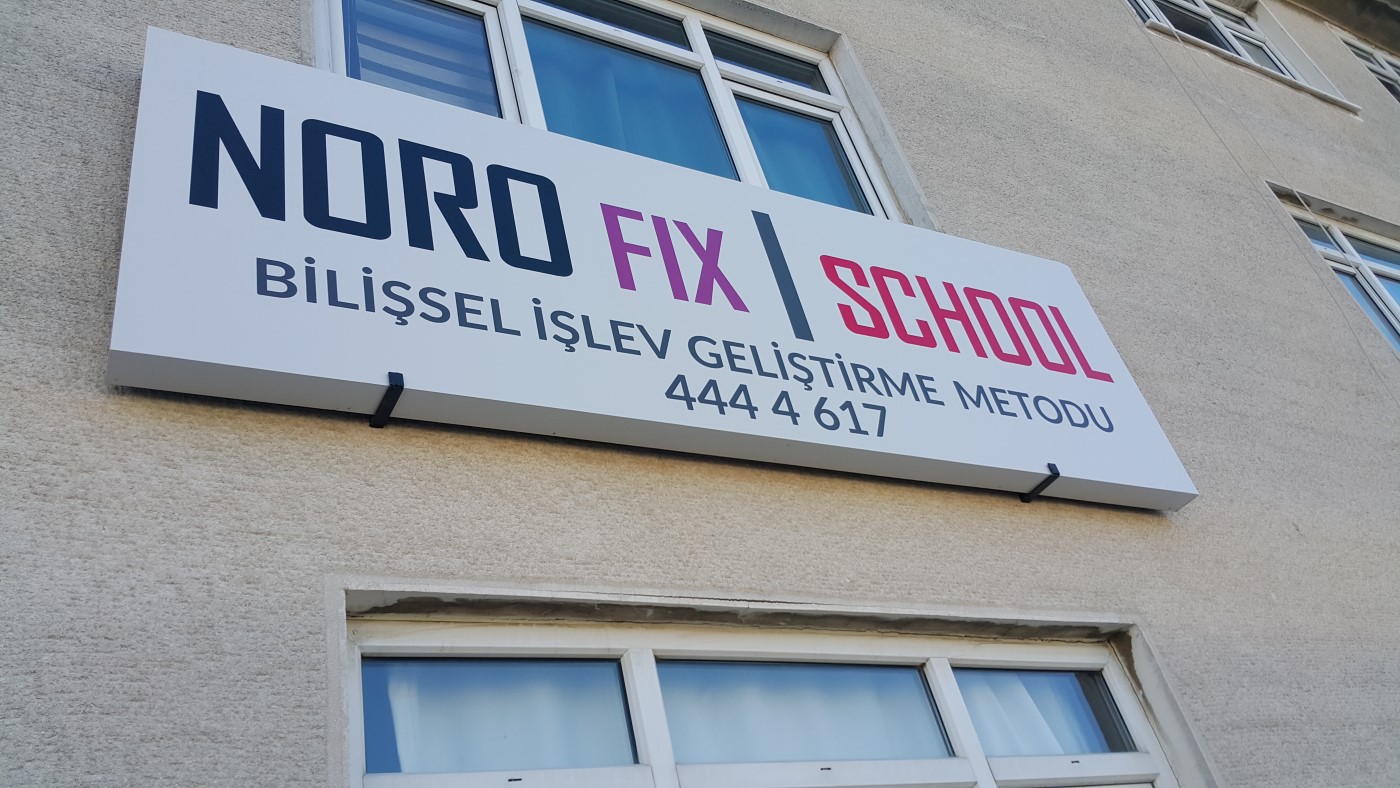 NORO FIX | SCHOOL
BİLİŞSEL İŞLEV GELİŞTİRME METODU
444 4 617